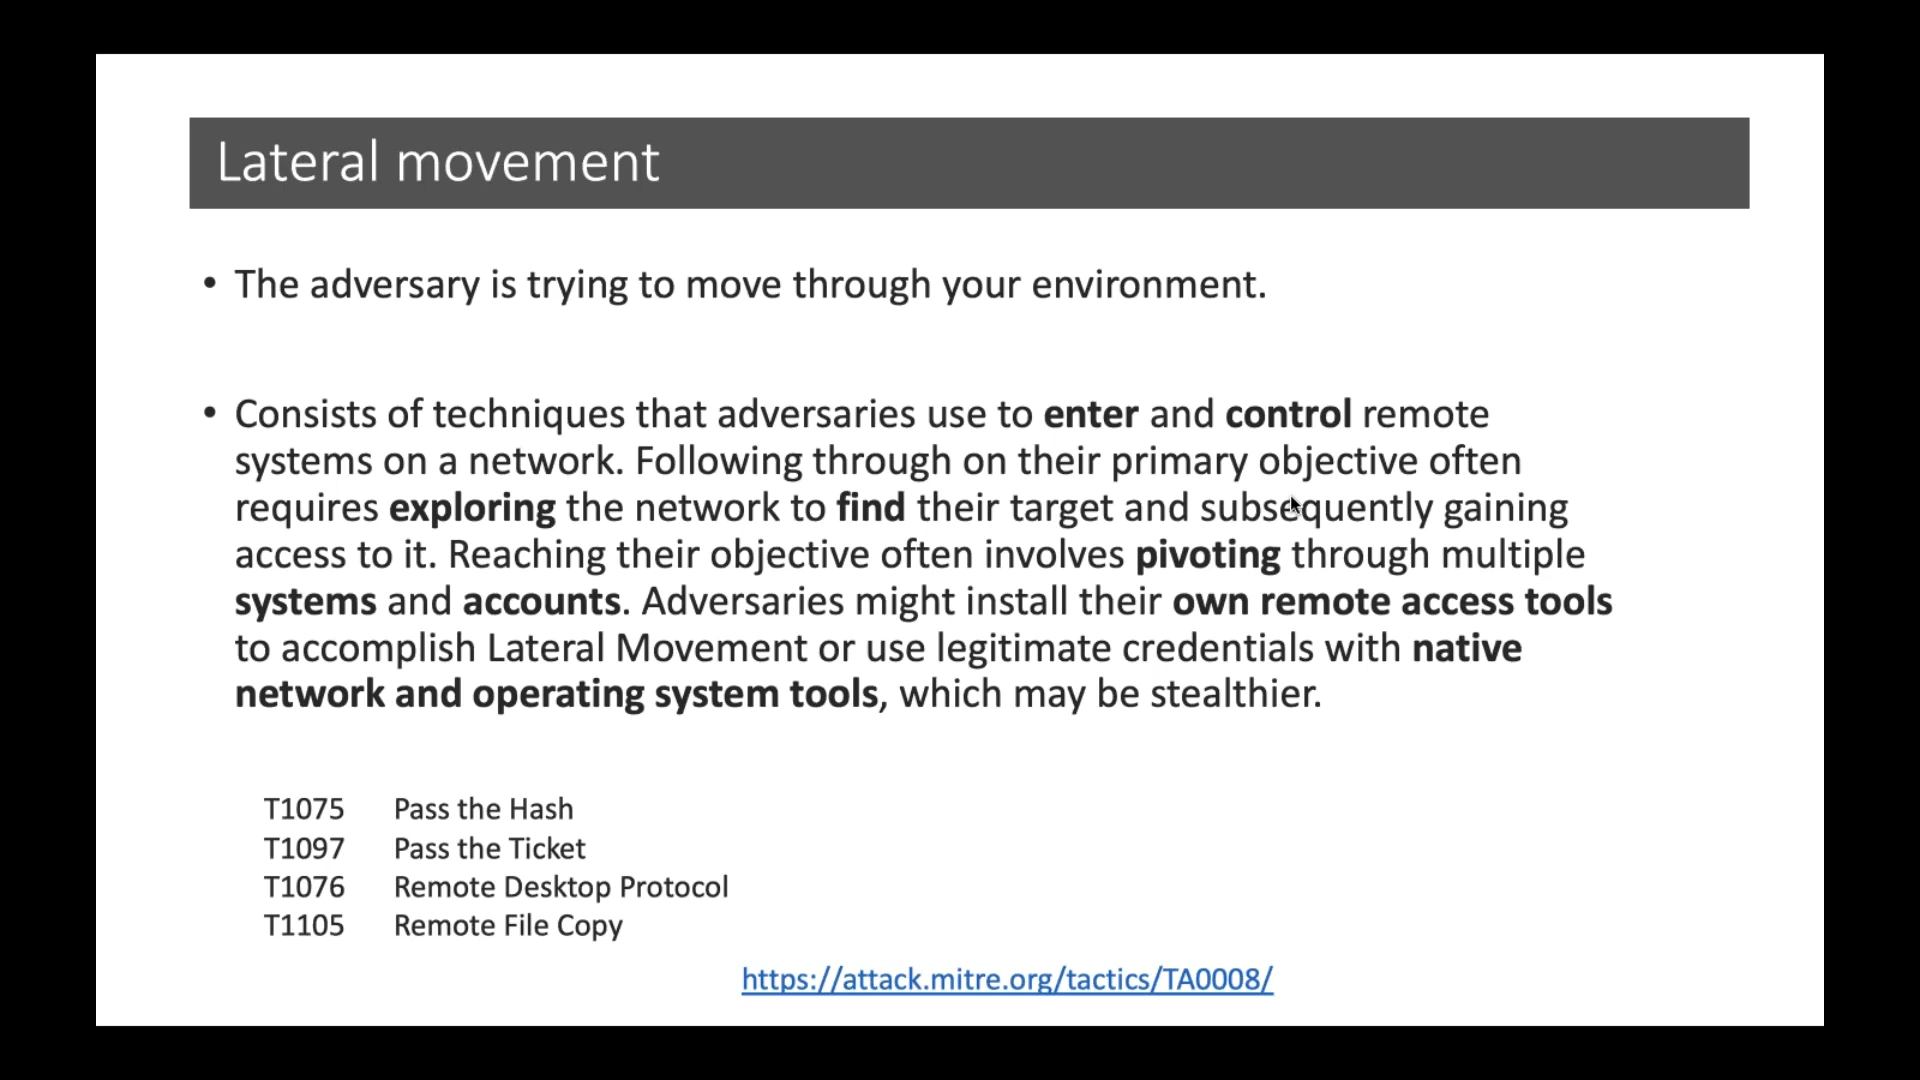 Lateral movement
• The adversary is trying to move through your environment.
• Consists of techniques that adversaries use to enter and control remote
systems on a network. Following through on their primary objective often
requires exploring the network to find their target and subsequently gaining
access to it. Reaching their objective often involves pivoting through multiple
systems and accounts. Adversaries might install their own remote access tools
to accomplish Lateral Movement or use legitimate credentials with native
network and operating system tools, which may be stealthier.
T1075 Pass the Hash
T1097 Pass the Ticket
T1076 Remote Desktop Protocol
T1105 Remote File Copy
https://attack.mitre.org/tactics/TA0008/